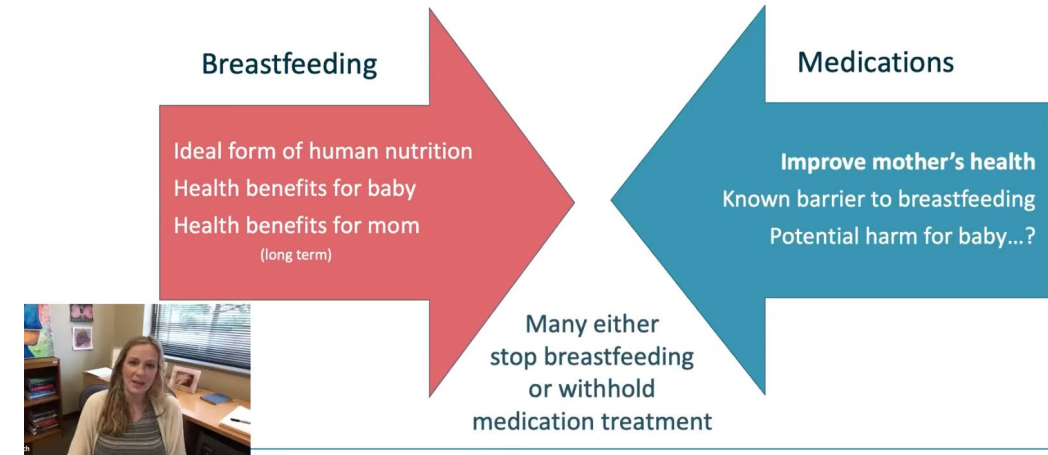 Breastfeeding
Ideal form of human nutrition
Health benefits for baby
Health benefits for mom
(long term)
Medications
Improve mother's health
Known barrier to breastfeeding
Potential harm for baby...?
Many either
stop breastfeeding
or withhold
medication treatment